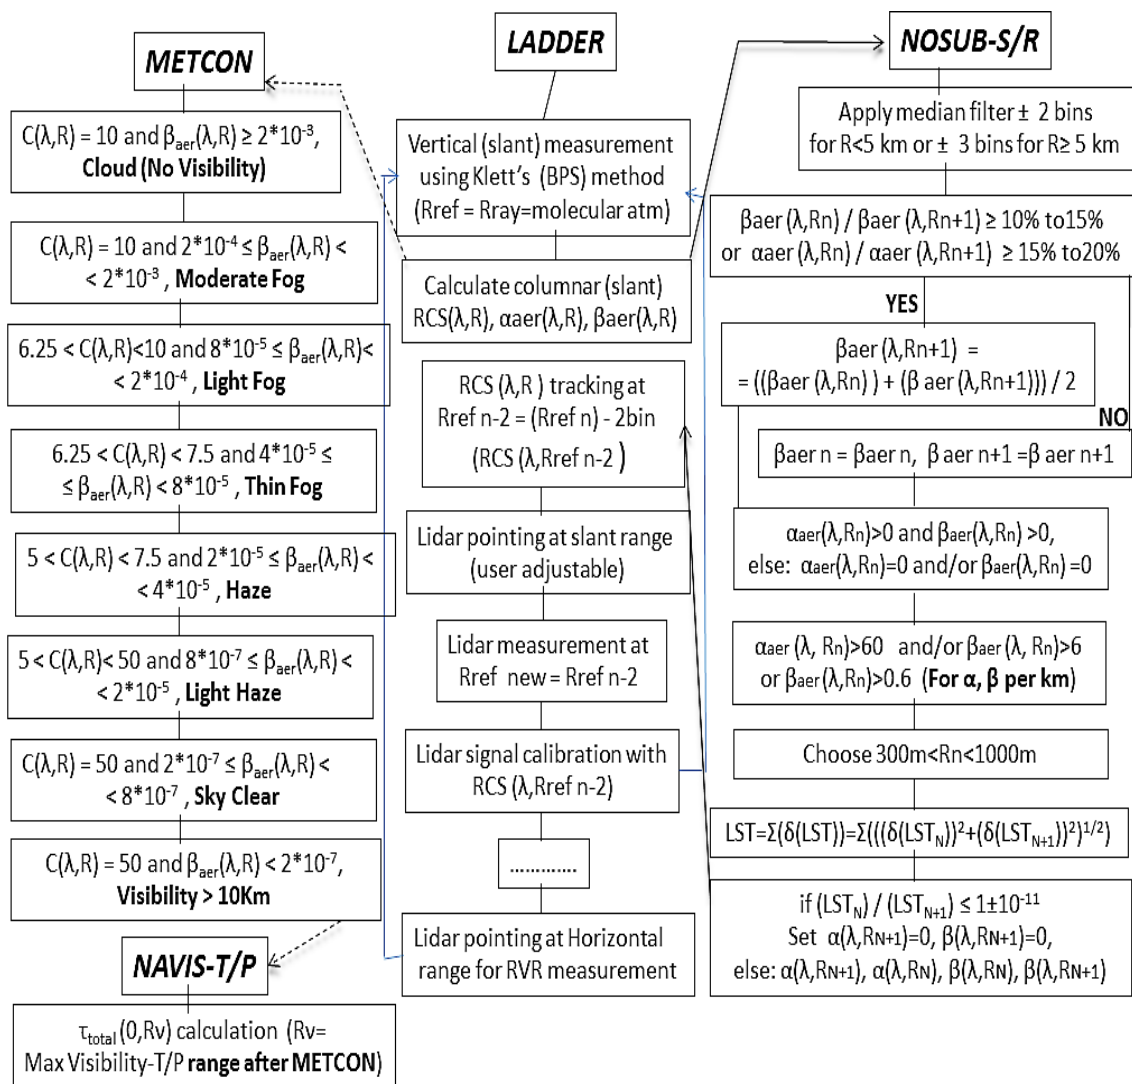 METCON
C(λ,R) = 10 and βaer(λ,R) ≥ 2*10-3,
Cloud (No Visibility)
C(λ,R) = 10 and 2*10-4 ≤ βaer(λ,R) <
< 2*10-3 , Moderate Fog
6.25 < C(λ,R)<10 and 8*10-5 ≤ βaer(λ,R)<
< 2*10-4 , Light Fog
6.25 < C(λ,R) < 7.5 and 4*10-5 ≤
≤ βaer(λ,R) < 8*10-5 , Thin Fog
5 < C(λ,R) < 7.5 and 2*10-5 ≤ βaer(λ,R) <
< 4*10-5 , Haze
5 < C(λ,R)< 50 and 8*10-7 ≤ βaer(λ,R) <
< 2*10-5 , Light Haze
C(λ,R) = 50 and 2*10-7 ≤ βaer(λ,R) <
< 8*10-7 , Sky Clear
C(λ,R) = 50 and βaer(λ,R) < 2*10-7,
Visibility > 10Km
NAVIS-T/P
τtotal (0,Rv) calculation (Rv=
Max Visibility-T/P range after METCON)
LADDER
Vertical (slant) measurement
using Klett's (BPS) method
(Rref = Rray=molecular atm)
Calculate columnar (slant)
RCS(λ,R), αaer(λ,R), βaer(λ,R)
RCS (λ,R ) tracking at
Rref n-2 = (Rref n) - 2bin
(RCS (λ,Rref n-2 )
Lidar pointing at slant range
(user adjustable)
Lidar measurement at
Rref new = Rref n-2
Lidar signal calibration with
RCS (λ,Rref n-2)
.............
Lidar pointing at Horizontal
range for RVR measurement
NOSUB-S/R
Apply median filter ± 2 bins
for R<5 km or ± 3 bins for R≥ 5 km
βaer (λ,Rn) / βaer (λ,Rn+1) ≥ 10% to15%
or αaer (λ,Rn) / αaer (λ,Rn+1) ≥ 15% to20%
YES
βaer (λ,Rn+1) =
= ((βaer (λ,Rn) ) + (β aer (λ,Rn+1))) / 2
NO
βaer n = βaer n, β aer n+1 =β aer n+1
αaer(λ,Rn)>0 and βaer(λ,Rn) >0,
else: αaer(λ,Rn)=0 and/or βaer(λ,Rn) =0
αaer (λ, Rn)>60 and/or βaer (λ, Rn)>6
or βaer (λ,Rn)>0.6 (For α, β per km)
Choose 300m<Rn<1000m
LST=Σ(δ(LST))=Σ(((δ(LSTN))2+(δ(LSTN+1))2)1/2)
if (LSTN) / (LSTN+1) ≤ 1±10-11
Set α(λ,RN+1)=0, β(λ,RN+1)=0,
else: α(λ,RN+1), α(λ,RN), β(λ,RN), β(λ,RN+1)